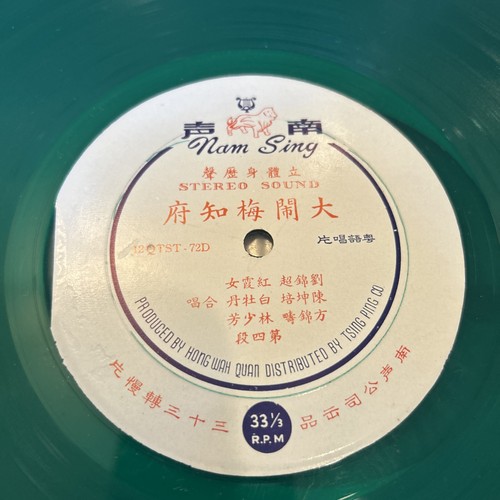 南声
Nam Sing
立體身歷聲
STEREO SOUND
大鬧梅知府
12QTST-72D
粵語唱片
劉錦超 紅霞女
陳坤培 白牡丹 合唱
方錦疇 林少芳
第四段
PRODUCED BY HONG WAH QUAN DISTRIBUTED BY TSING PING CO
南声公司出品 三十三轉慢片
33 1/3
R.P.M